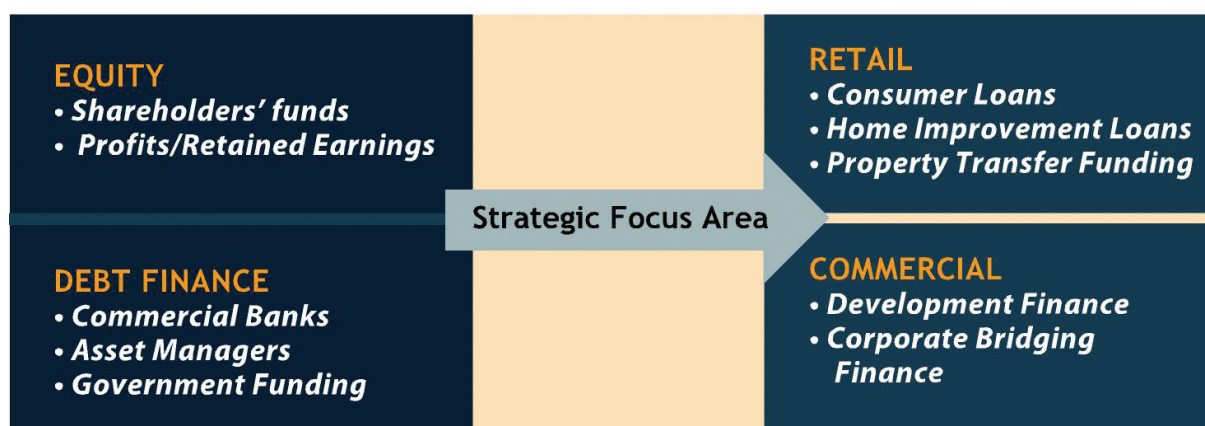 EQUITY
• Shareholders’ funds
• Profits/Retained Earnings
DEBT FINANCE
• Commercial Banks
• Asset Managers
• Government Funding
Strategic Focus Area
RETAIL
• Consumer Loans
• Home Improvement Loans
• Property Transfer Funding
COMMERCIAL
• Development Finance
• Corporate Bridging
Finance